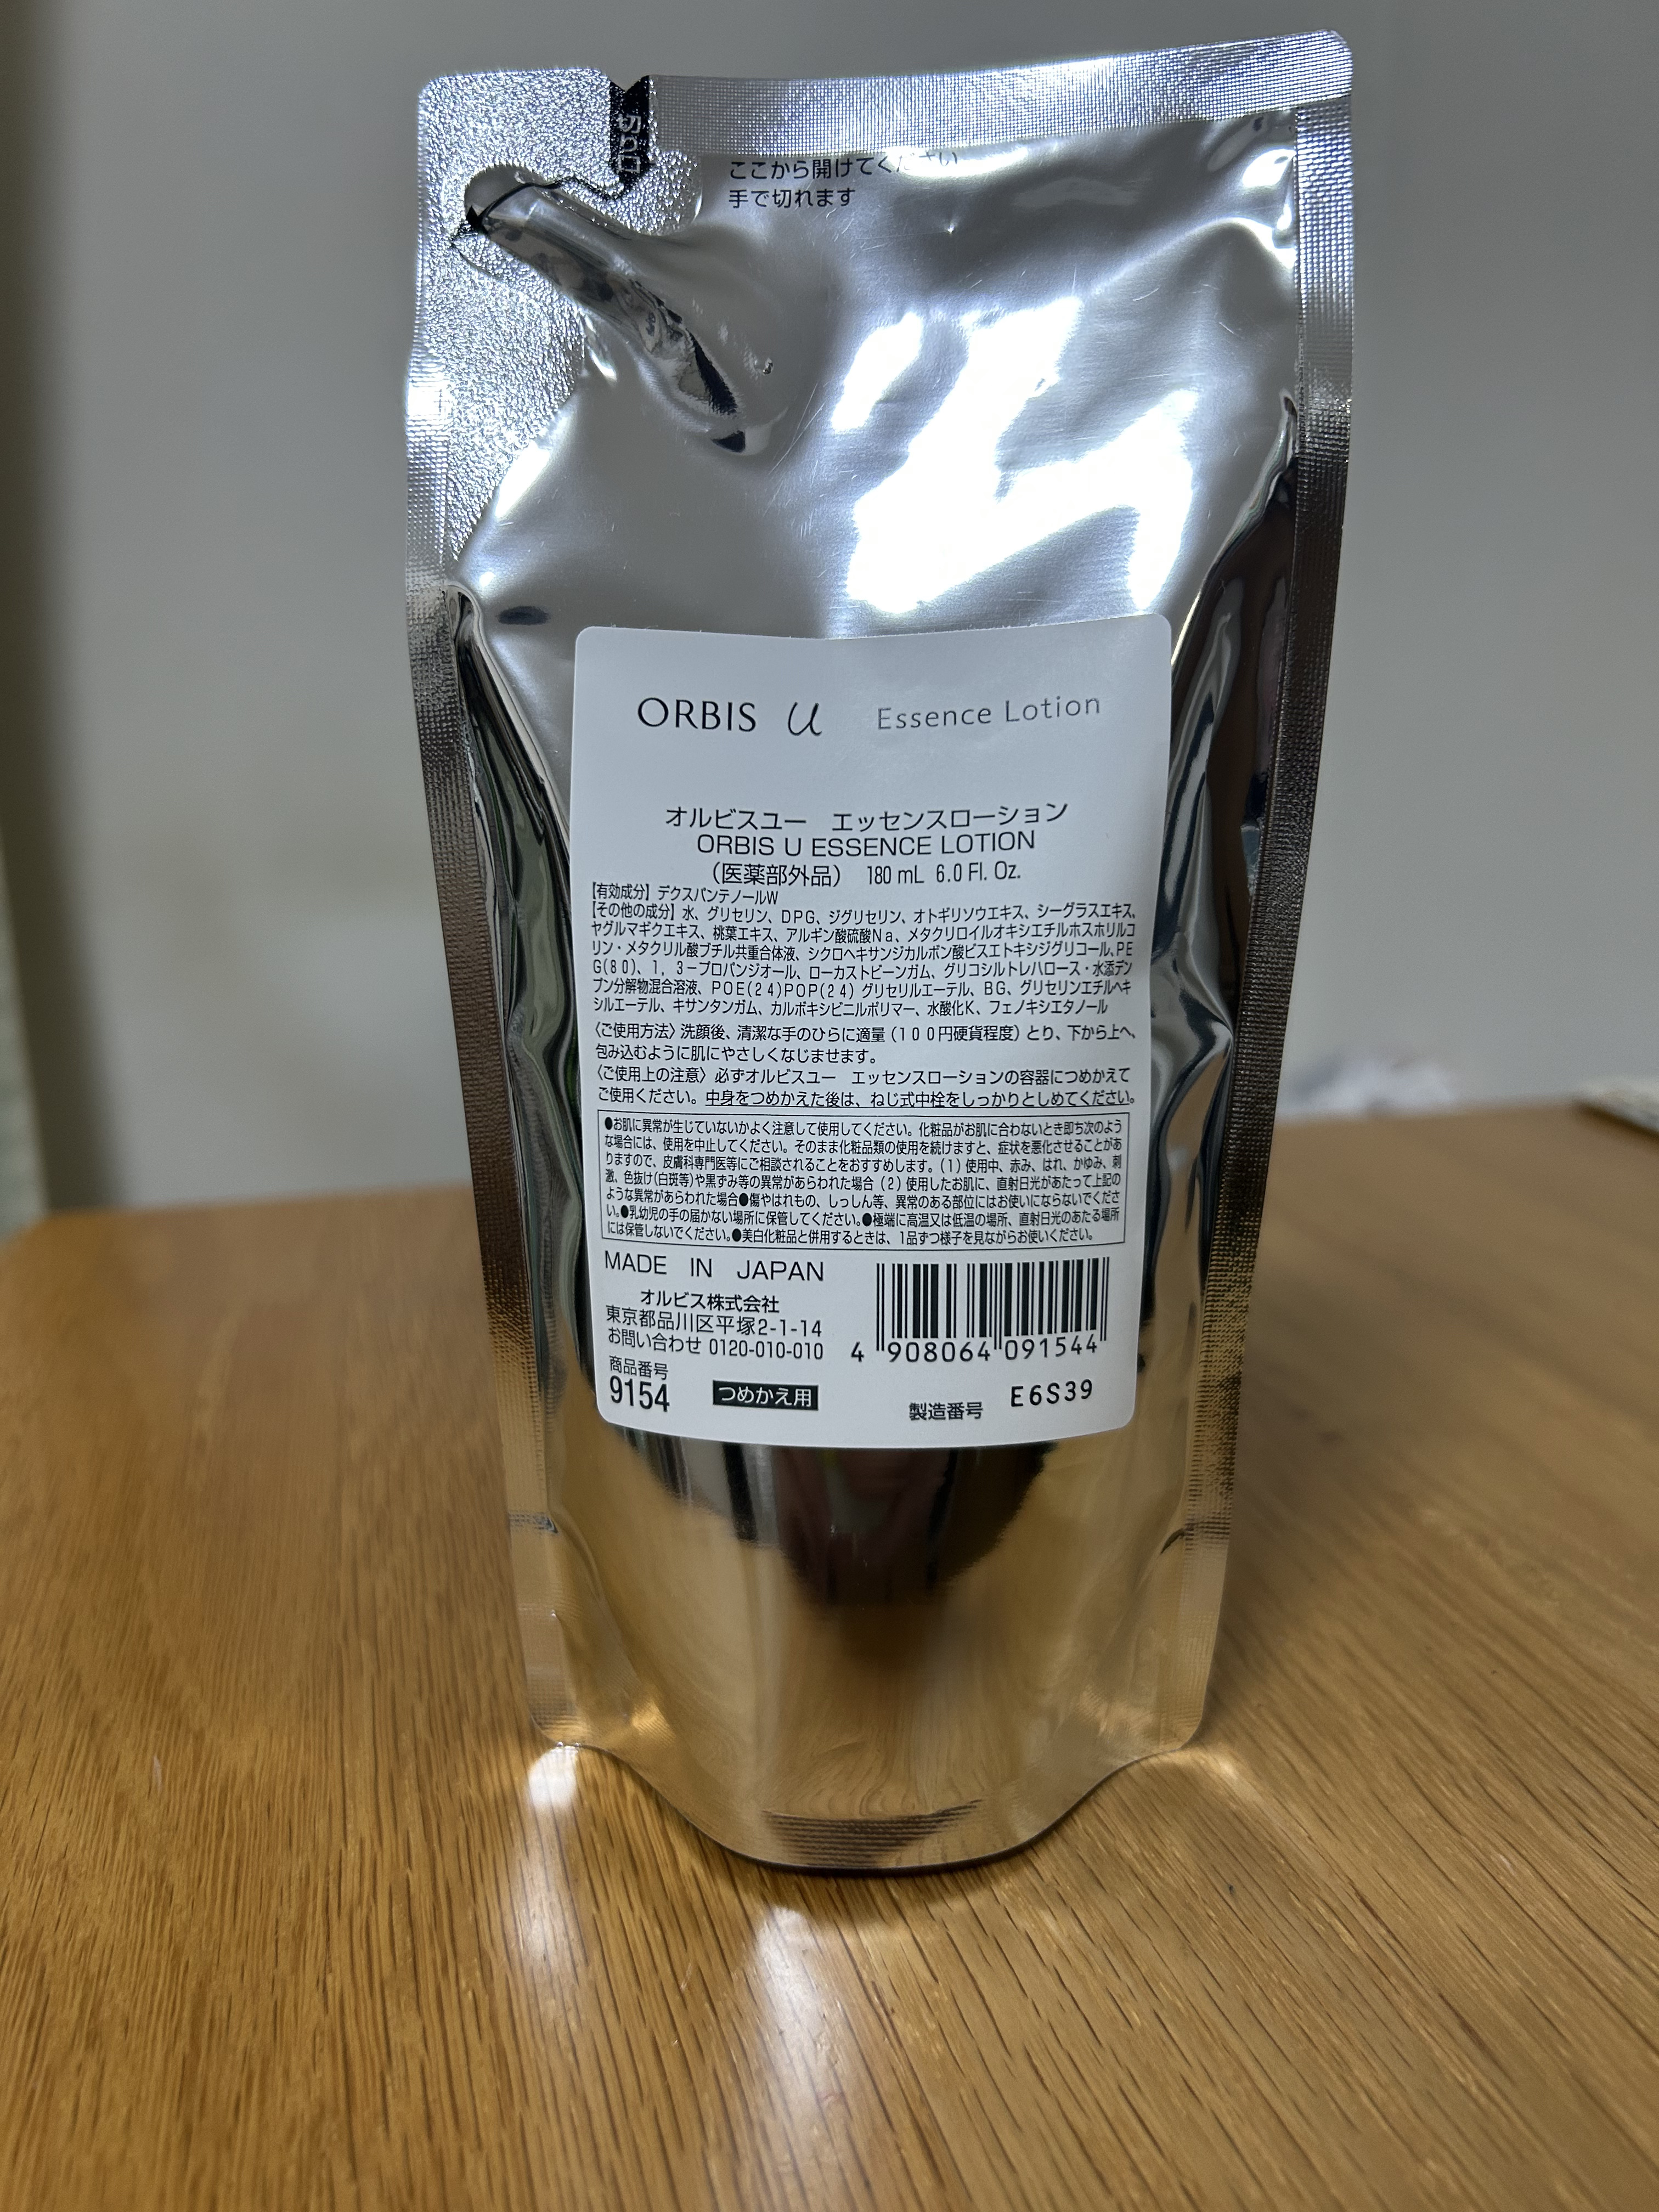 切り口
ここから開けてください
手で切れます
ORBIS u Essence Lotion
オルビスユー　エッセンスローション
ORBIS U ESSENCE LOTION
（医薬部外品） 180 mL 6.0 Fl. Oz.
【有効成分】デクスパンテノールW
【その他の成分】水、グリセリン、DPG、ジグリセリン、オトギリソウエキス、シーグラスエキス、
ヤグルマギクエキス、桃葉エキス、アルギン酸硫酸Na、メタクリロイルオキシエチルホスホリルコ
リン・メタクリル酸ブチル共重合体液、シクロヘキサンジカルボン酸ビスエトキシジグリコール、PE
G(80)、1, 3－プロパンジオール、ローカストビーンガム、グリコシルトレハロース・水添デン
プン分解物混合溶液、POE(24)POP(24)グリセリルエーテル、BG、グリセリンエチルヘキ
シルエーテル、キサンタンガム、カルボキシビニルポリマー、水酸化K、フェノキシエタノール
〈ご使用方法〉洗顔後、清潔な手のひらに適量（１００円硬貨程度）とり、下から上へ、
包み込むように肌にやさしくなじませます。
〈ご使用上の注意〉必ずオルビスユー　エッセンスローションの容器につめかえて
ご使用ください。中身をつめかえた後は、ねじ式中栓をしっかりとしめてください。
●お肌に異常が生じていないかよく注意して使用してください。化粧品がお肌に合わないとき即ち次のよう
な場合には、使用を中止してください。そのまま化粧品類の使用を続けますと、症状を悪化させることがあ
りますので、皮膚科専門医等にご相談されることをおすすめします。(1)使用中、赤み、はれ、かゆみ、刺
激、色抜け(白斑等)や黒ずみ等の異常があらわれた場合(2)使用したお肌に、直射日光があたって上記の
ような異常があらわれた場合●傷やはれもの、しっしん等、異常のある部位にはお使いにならないでくださ
い。●乳幼児の手の届かない場所に保管してください。●極端に高温又は低温の場所、直射日光のあたる場所
には保管しないでください。●美白化粧品と併用するときは、1品ずつ様子を見ながらお使いください。
MADE IN JAPAN
オルビス株式会社
東京都品川区平塚2-1-14
お問い合わせ 0120-010-010
4 908064 091544
商品番号
9154
つめかえ用
製造番号 E6S39